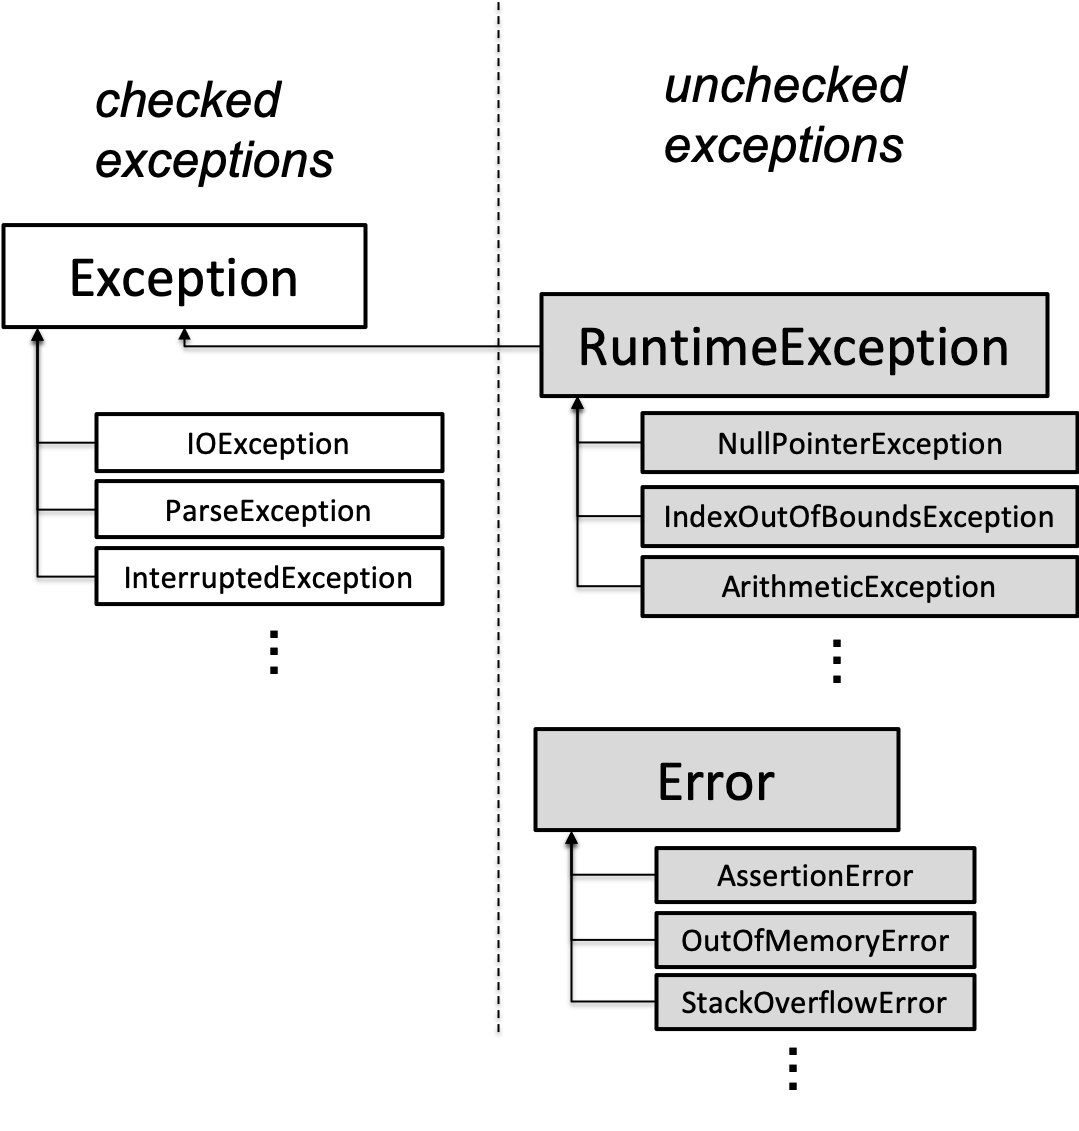 checked
exceptions
unchecked
exceptions
Exception
RuntimeException
IOException
ParseException
InterruptedException
NullPointerException
IndexOutOfBoundsException
ArithmeticException
Error
AssertionError
OutOfMemoryError
StackOverflowError